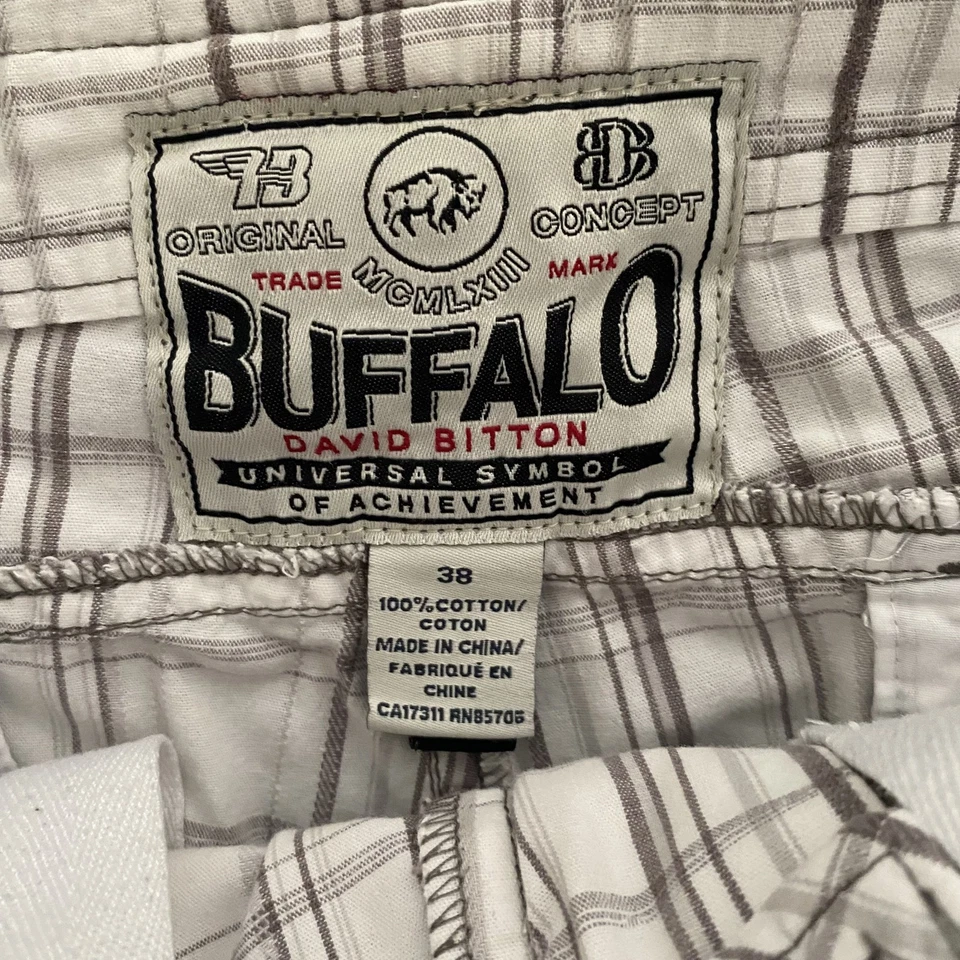 73
B
ORIGINAL
CONCEPT
TRADE
MARK
MCMLXIII
BUFFALO
DAVID BITTON
UNIVERSAL SYMBOL
OF ACHIEVEMENT
38
100%COTTON/
COTON
MADE IN CHINA/
FABRIQUÉ EN
CHINE
CA17311 RN85706